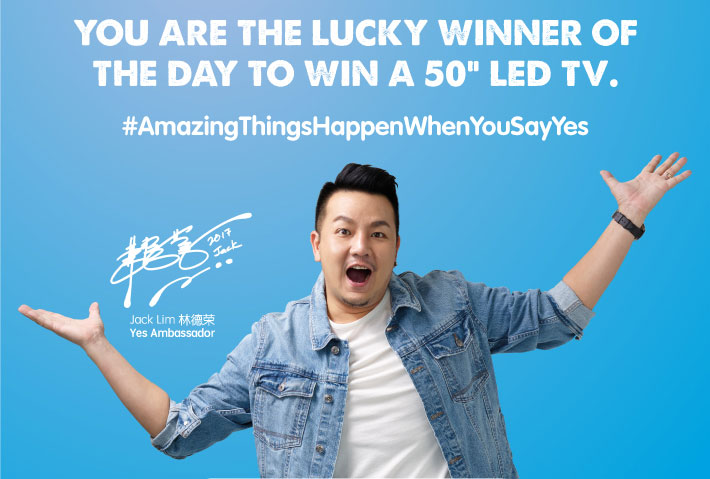 YOU ARE THE LUCKY WINNER OF
THE DAY TO WIN A 50" LED TV.
#AmazingThingsHappenWhenYouSayYes
2017
Jack
Jack Lim 林德荣
Yes Ambassador